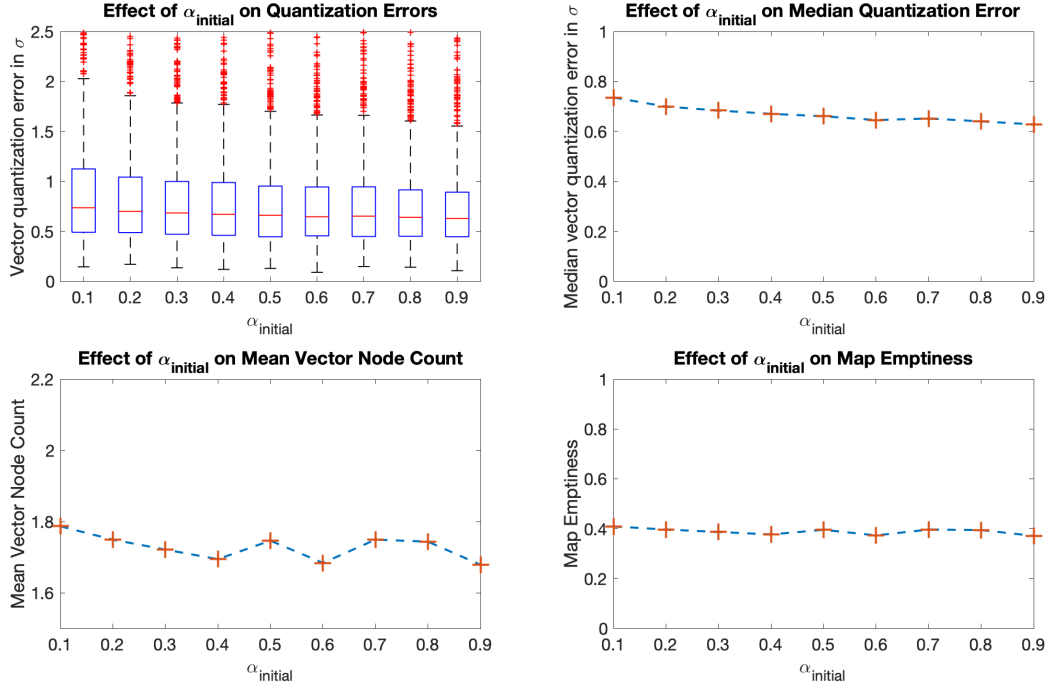 Effect of α_initial on Quantization Errors
Vector quantization error in σ
2.5
2
1.5
1
0.5
0
0.1 0.2 0.3 0.4 0.5 0.6 0.7 0.8 0.9
α_initial
Effect of α_initial on Median Quantization Error
Median vector quantization error in σ
1
0.8
0.6
0.4
0.2
0
0.1 0.2 0.3 0.4 0.5 0.6 0.7 0.8 0.9
α_initial
Effect of α_initial on Mean Vector Node Count
Mean Vector Node Count
2.2
2
1.8
1.6
0.1 0.2 0.3 0.4 0.5 0.6 0.7 0.8 0.9
α_initial
Effect of α_initial on Map Emptiness
Map Emptiness
1
0.8
0.6
0.4
0.2
0
0.1 0.2 0.3 0.4 0.5 0.6 0.7 0.8 0.9
α_initial